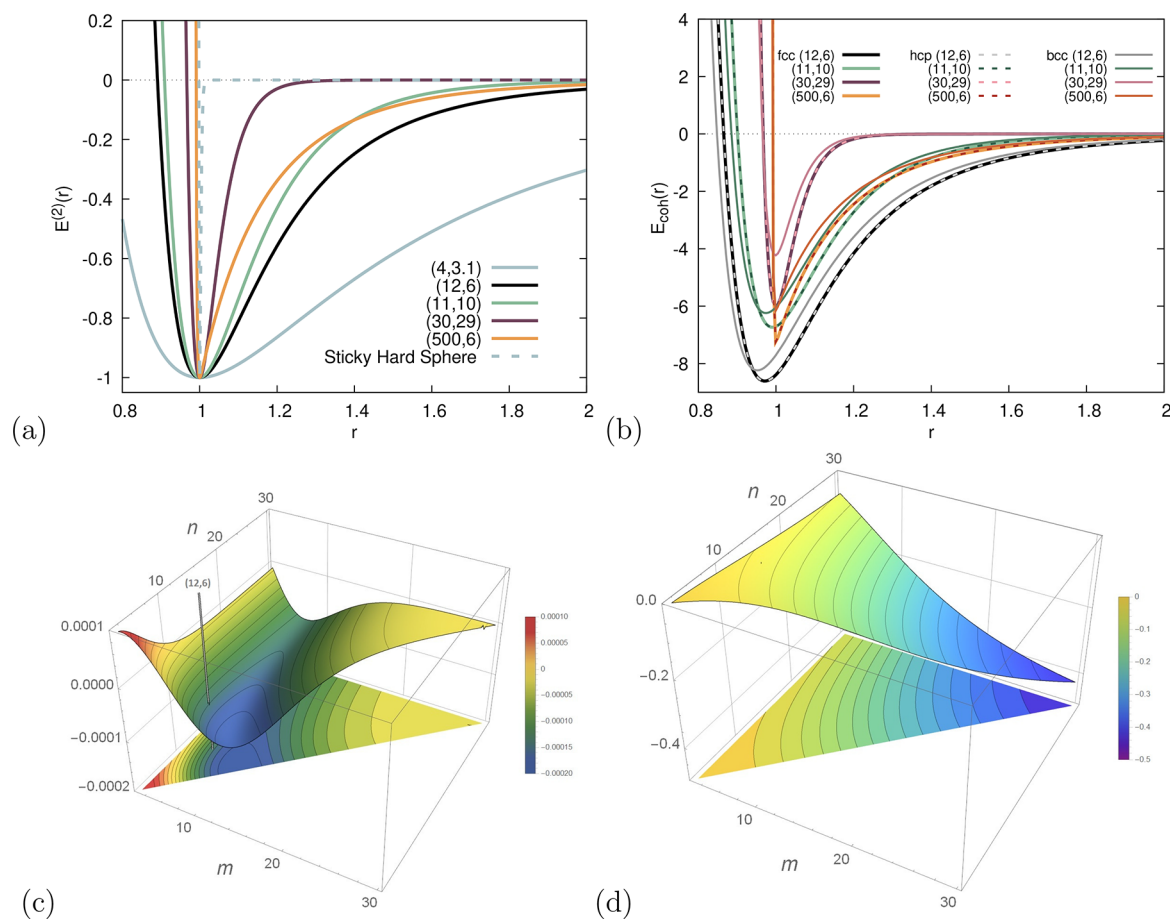 0.2
0
-0.2
-0.4
-0.6
-0.8
-1
E(2)(r)
0.8 1 1.2 1.4 1.6 1.8 2
r
(4,3.1)
(12,6)
(11,10)
(30,29)
(500,6)
Sticky Hard Sphere
(a)
4
2
0
-2
-4
-6
-8
Ecoh(r)
0.8 1 1.2 1.4 1.6 1.8 2
r
fcc (12,6) hcp (12,6) bcc (12,6)
(11,10) (11,10) (11,10)
(30,29) (30,29) (30,29)
(500,6) (500,6) (500,6)
(b)
30
n
20
10
(12,6)
0.0001
0.0000
−0.0001
−0.0002
10
20
30
m
0.00010
0.00005
0
−0.00005
−0.00010
−0.00015
−0.00020
(c)
30
n
20
10
0.0
−0.2
−0.4
10
20
30
m
0
−0.1
−0.2
−0.3
−0.4
−0.5
(d)